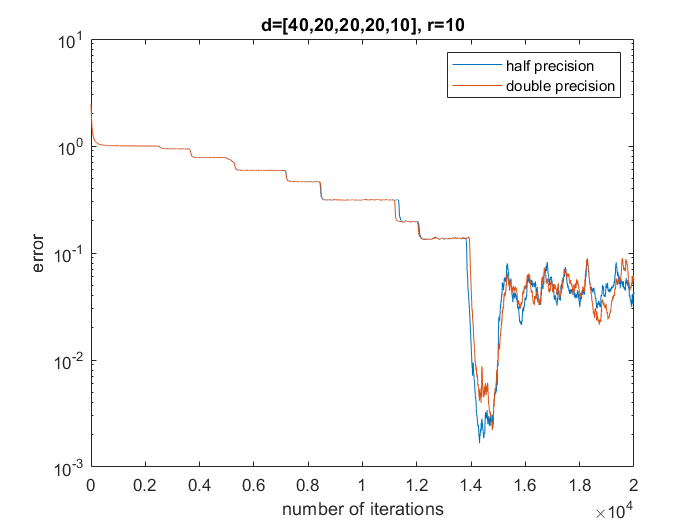 d=[40,20,20,20,10], r=10
half precision
double precision
10^1
10^0
10^-1
10^-2
10^-3
error
0 0.2 0.4 0.6 0.8 1 1.2 1.4 1.6 1.8 2
number of iterations
×10^4